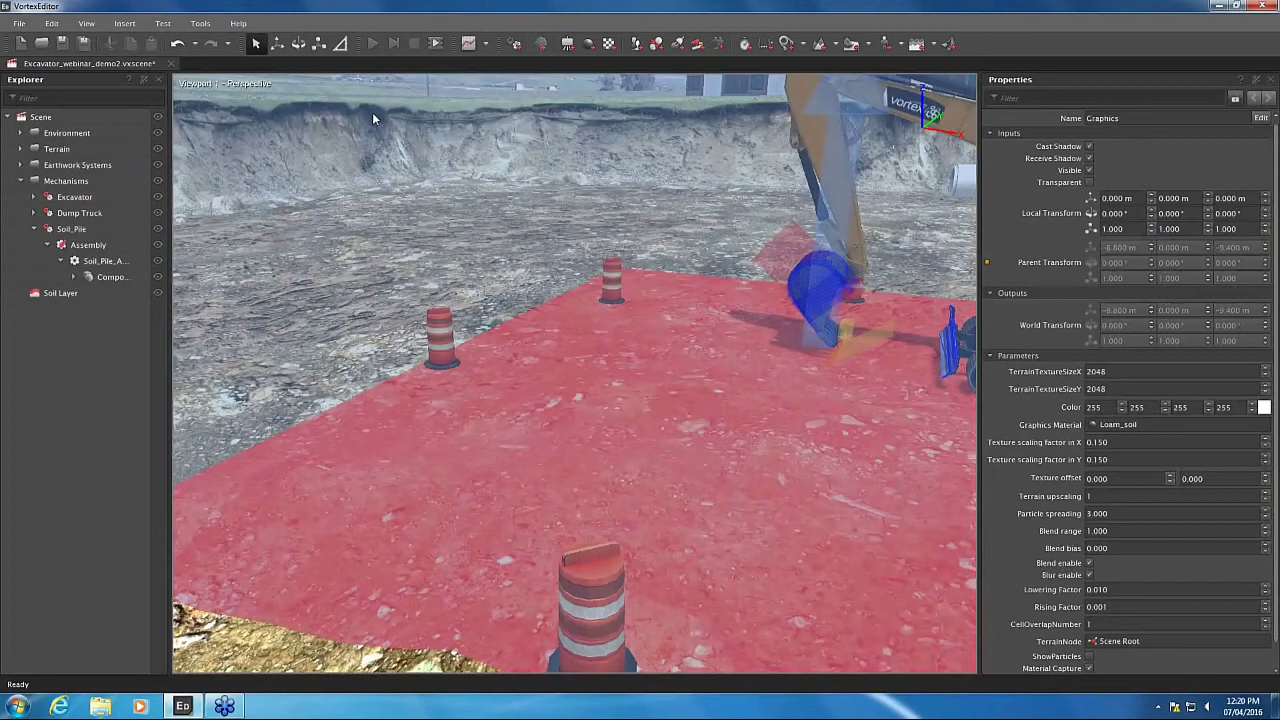 VortexEditor
File Edit View Insert Test Tools Help
Excavator_webinar_demo2.vxscene*
Explorer
Filter
Scene
Environment
Terrain
Earthwork Systems
Mechanisms
Excavator
Dump Truck
Soil_Pile
Assembly
Soil_Pile_A...
Compo...
Soil Layer
Viewport 1 - Perspective
vortex
X
Properties
Filter
Name Graphics Edit
Inputs
Cast Shadow
Receive Shadow
Visible
Transparent
0.000 m 0.000 m 0.000 m
Local Transform 0.000 ° 0.000 ° 0.000 °
1.000 1.000 1.000
-8.800 m 0.000 m -9.400 m
Parent Transform 0.000 ° 0.000 ° 0.000 °
1.000 1.000 1.000
Outputs
-8.800 m 0.000 m -9.400 m
World Transform 0.000 ° 0.000 ° 0.000 °
1.000 1.000 1.000
Parameters
TerrainTextureSizeX 2048
TerrainTextureSizeY 2048
Color 255 255 255 255
Graphics Material Loam_soil
Texture scaling factor in X 0.150
Texture scaling factor in Y 0.150
Texture offset 0.000 0.000
Terrain upscaling 1
Particle spreading 3.000
Blend range 1.000
Blend bias 0.000
Blend enable
Blur enable
Lowering Factor 0.010
Rising Factor 0.001
CellOverlapNumber 1
TerrainNode Scene Root
ShowParticles
Material Capture
Ready
Ed
12:20 PM
07/04/2016